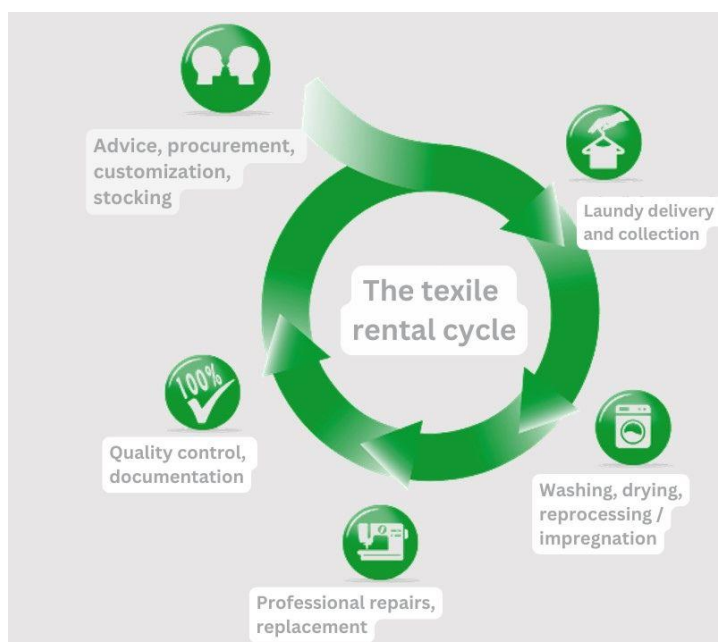 Advice, procurement,
customization,
stocking
Laundy delivery
and collection
The texile
rental cycle
100%
Quality control,
documentation
Washing, drying,
reprocessing /
impregnation
Professional repairs,
replacement